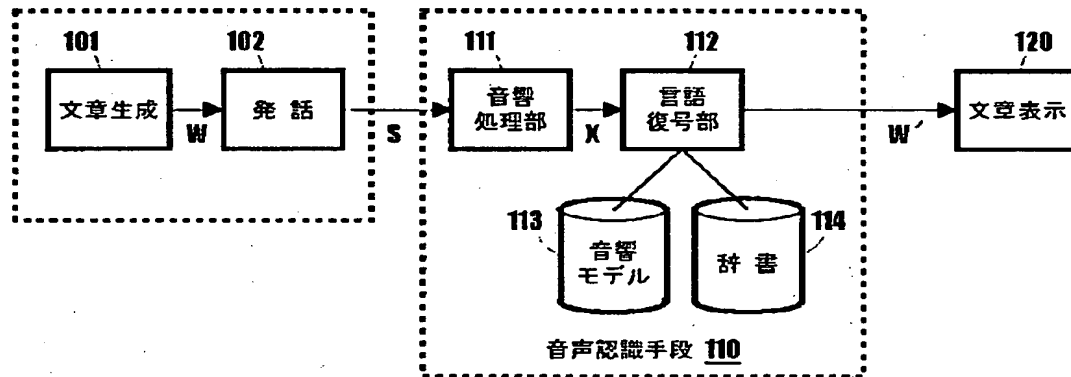 101
102
111
112
120
文章生成
W
発話
S
音響
処理部
X
言語
復号部
W'
文章表示
113
音響
モデル
辞書
114
音声認識手段 110